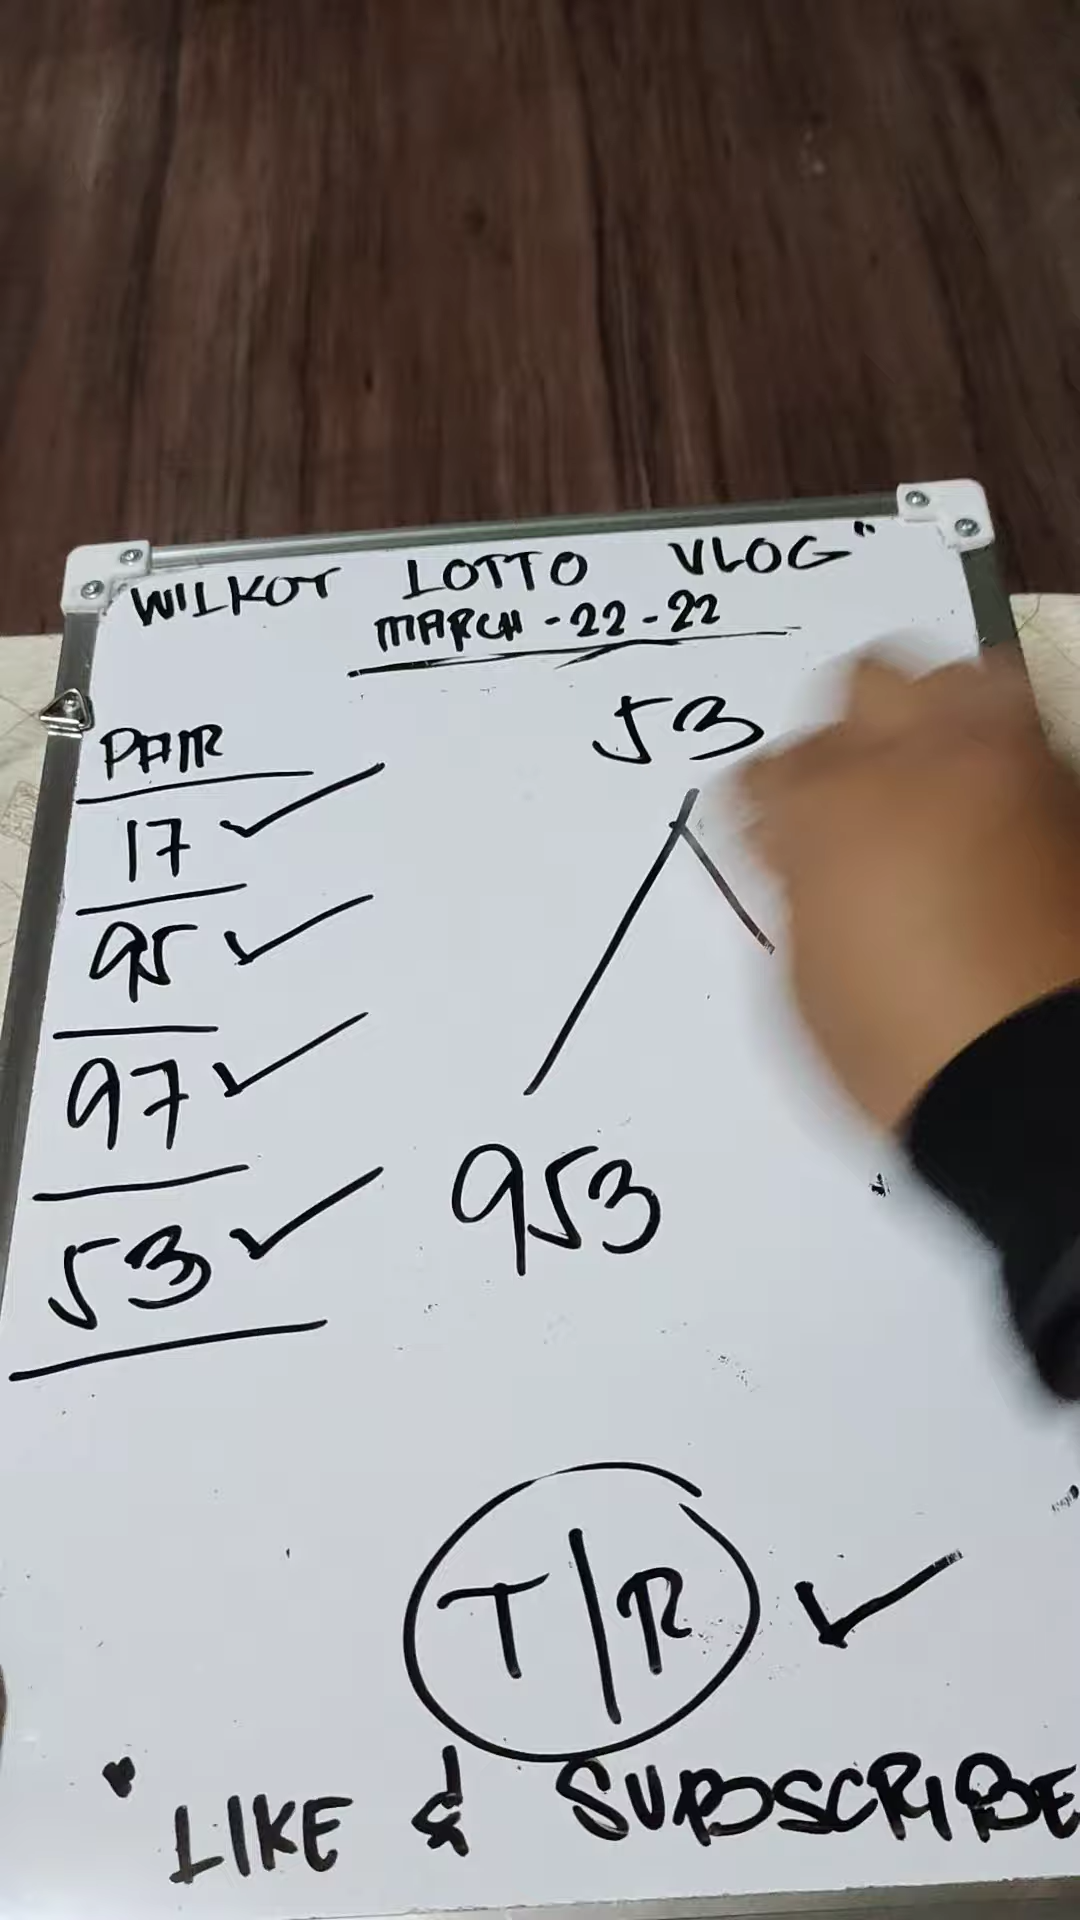 WILKOT LOTTO VLOG"
MARCH-22-22
PAIR
17
95
97
53
53
953
T/R
"LIKE & SUBSCRIBE